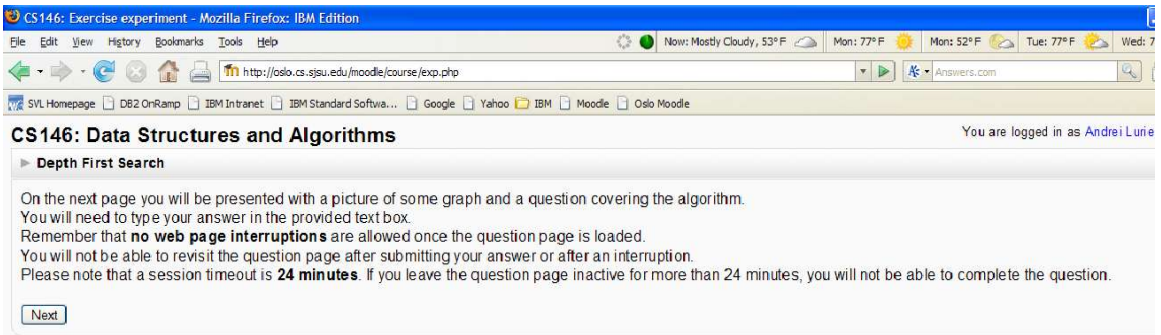 CS146: Exercise experiment - Mozilla Firefox: IBM Edition
File Edit View History Bookmarks Tools Help Now: Mostly Cloudy, 53° F Mon: 77° F Mon: 52° F Tue: 77° F Wed: 7
http://oslo.cs.sjsu.edu/moodle/course/exp.php Answers.com
SVL Homepage DB2 OnRamp IBM Intranet IBM Standard Softwa... Google Yahoo IBM Moodle Oslo Moodle
CS146: Data Structures and Algorithms You are logged in as Andrei Lurie
Depth First Search
On the next page you will be presented with a picture of some graph and a question covering the algorithm.
You will need to type your answer in the provided text box.
Remember that no web page interruptions are allowed once the question page is loaded.
You will not be able to revisit the question page after submitting your answer or after an interruption.
Please note that a session timeout is 24 minutes. If you leave the question page inactive for more than 24 minutes, you will not be able to complete the question.
Next